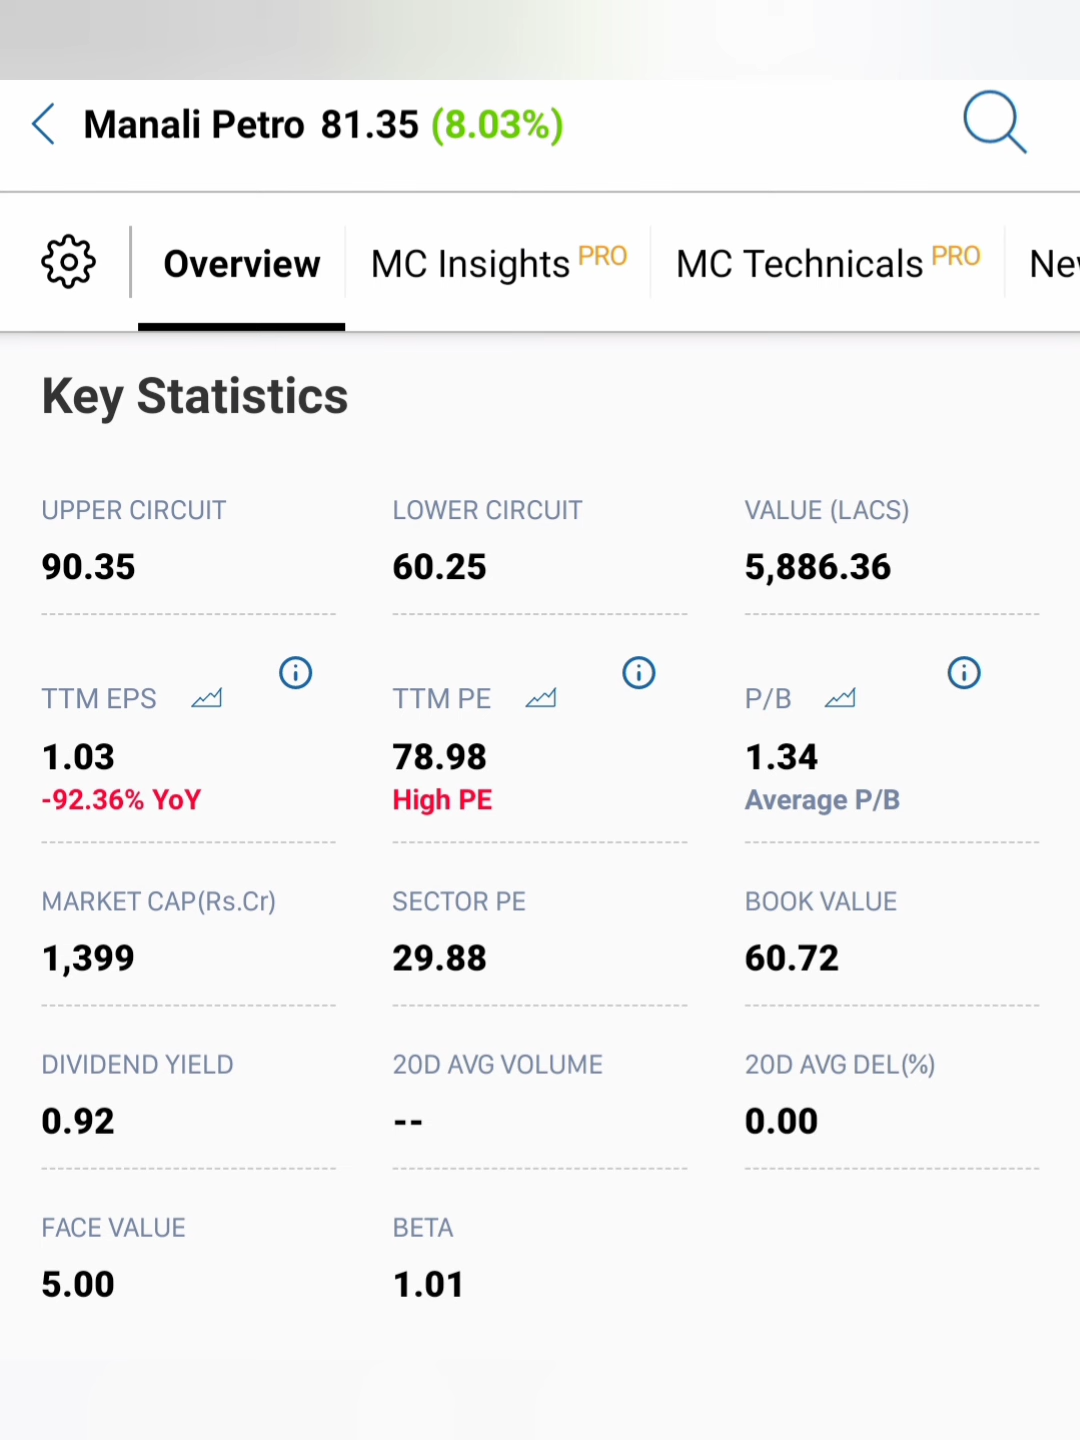 Manali Petro 81.35 (8.03%)
Overview MC Insights PRO MC Technicals PRO Ne
Key Statistics
UPPER CIRCUIT LOWER CIRCUIT VALUE (LACS)
90.35 60.25 5,886.36
TTM EPS TTM PE P/B
1.03 78.98 1.34
-92.36% YoY High PE Average P/B
MARKET CAP(Rs.Cr) SECTOR PE BOOK VALUE
1,399 29.88 60.72
DIVIDEND YIELD 20D AVG VOLUME 20D AVG DEL(%)
0.92 -- 0.00
FACE VALUE BETA
5.00 1.01